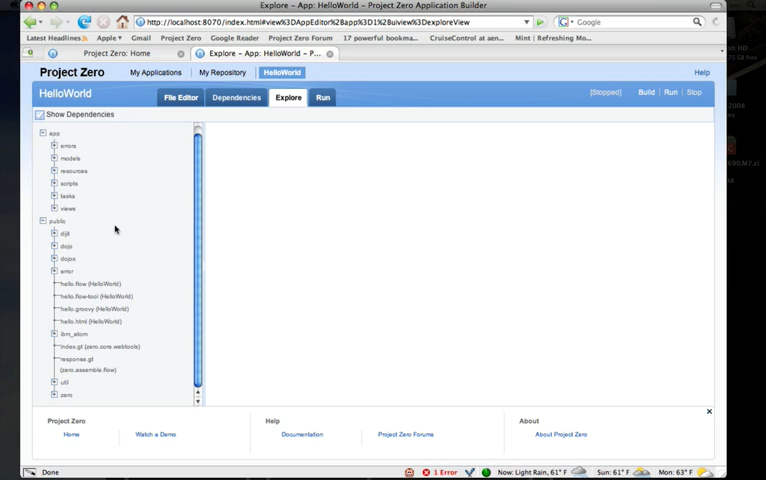 Explore – App: HelloWorld – Project Zero Application Builder
http://localhost:8070/index.html#view%3DAppEditor%2Bapp%3D1%2Buiview%3DexploreView
Google
Latest Headlines Apple Gmail Project Zero Google Reader Project Zero Forum 17 powerful bookma... CruiseControl at aen... Mint | Refreshing Mo...
Project Zero: Home Explore – App: HelloWorld – P...
Project Zero My Applications My Repository HelloWorld Help
HelloWorld File Editor Dependencies Explore Run [Stopped] Build Run Stop
Show Dependencies
app
errors
models
resources
scripts
tasks
views
public
dijit
dojo
dojox
error
hello.flow (HelloWorld)
hello.flow-tool (HelloWorld)
hello.groovy (HelloWorld)
hello.html (HelloWorld)
ibm_atom
index.gt (zero.core.webtools)
response.gt
(zero.assemble.flow)
util
zero
Project Zero Help About
Home Watch a Demo Documentation Project Zero Forums About Project Zero
Done 1 Error Now: Light Rain, 61° F Sun: 61° F Mon: 63° F